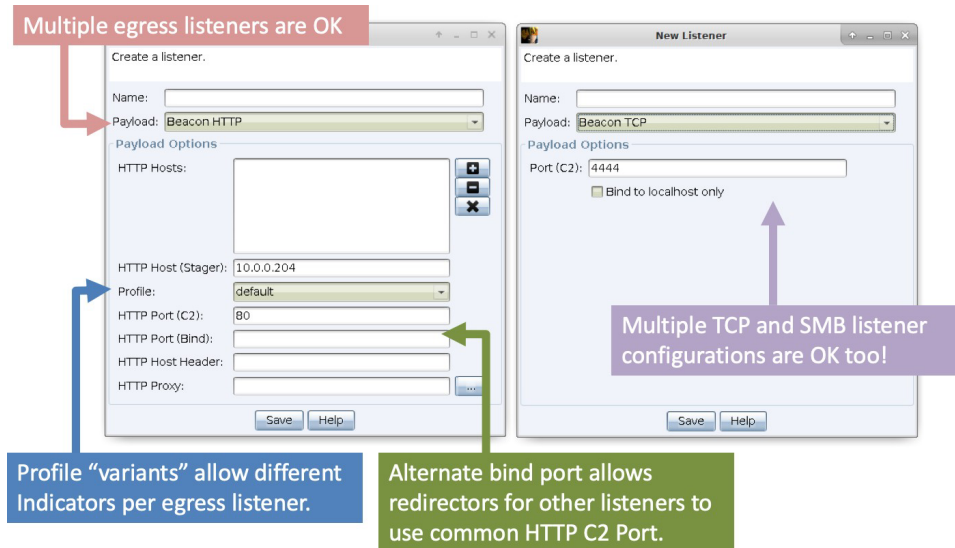 Multiple egress listeners are OK
Create a listener.
Name:
Payload: Beacon HTTP
Payload Options
HTTP Hosts:
HTTP Host (Stager): 10.0.0.204
Profile: default
HTTP Port (C2): 80
HTTP Port (Bind):
HTTP Host Header:
HTTP Proxy:
...
Save Help
New Listener
Create a listener.
Name:
Payload: Beacon TCP
Payload Options
Port (C2): 4444
Bind to localhost only
Multiple TCP and SMB listener
configurations are OK too!
Save Help
Profile “variants” allow different
Indicators per egress listener.
Alternate bind port allows
redirectors for other listeners to
use common HTTP C2 Port.